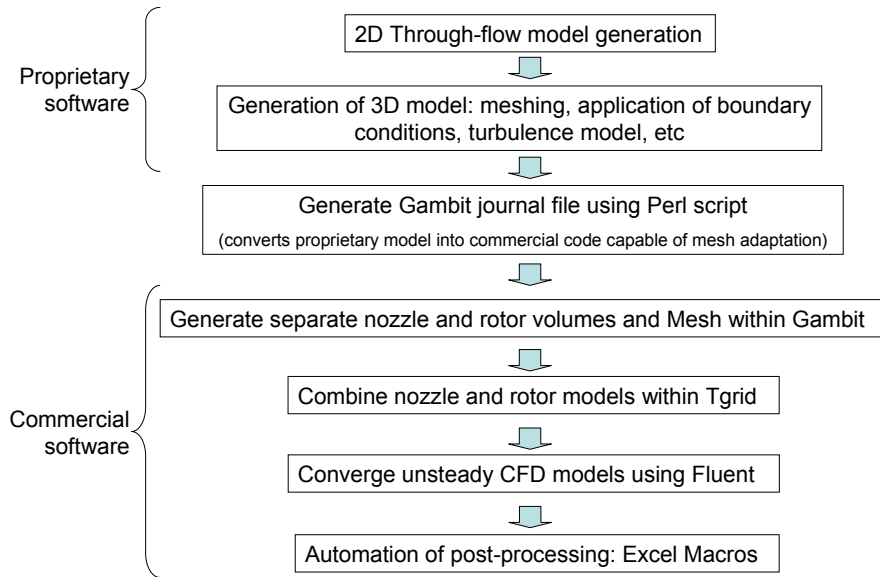 2D Through-flow model generation
Proprietary
software
Generation of 3D model: meshing, application of boundary
conditions, turbulence model, etc
Generate Gambit journal file using Perl script
(converts proprietary model into commercial code capable of mesh adaptation)
Generate separate nozzle and rotor volumes and Mesh within Gambit
Combine nozzle and rotor models within Tgrid
Commercial
software
Converge unsteady CFD models using Fluent
Automation of post-processing: Excel Macros